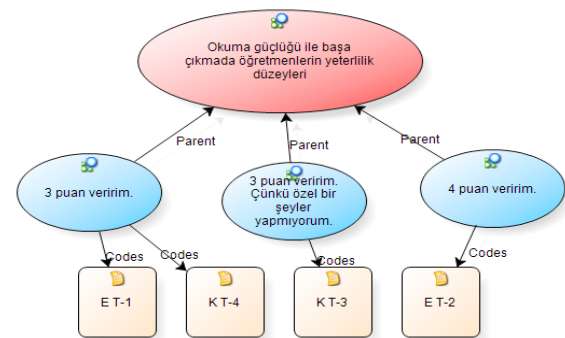 Okuma güçlüğü ile başa
çıkmada öğretmenlerin yeterlilik
düzeyleri
Parent
Parent
Parent
3 puan veririm.
3 puan veririm.
Çünkü özel bir
şeyler
yapmıyorum.
4 puan veririm.
Codes
Codes
Codes
Codes
E T-1
K T-4
K T-3
E T-2